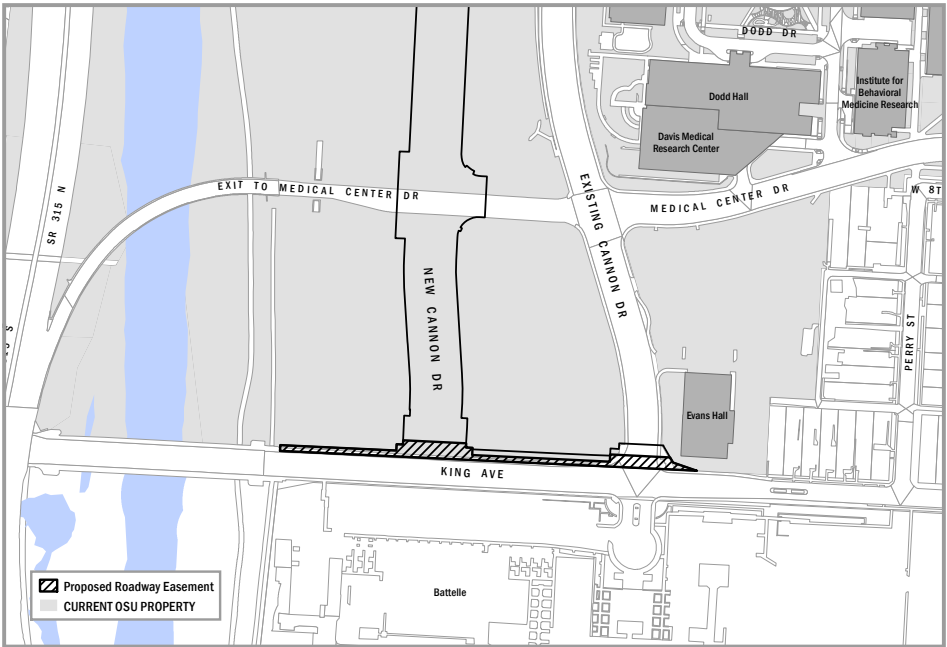 DODD DR
Institute for
Behavioral
Medicine Research
Dodd Hall
Davis Medical
Research Center
EXIT TO MEDICAL CENTER DR
MEDICAL CENTER DR
W 8T
SR 315 N
EXISTING CANNON DR
NEW CANNON DR
PERRY ST
Evans Hall
KING AVE
Proposed Roadway Easement
CURRENT OSU PROPERTY
Battelle